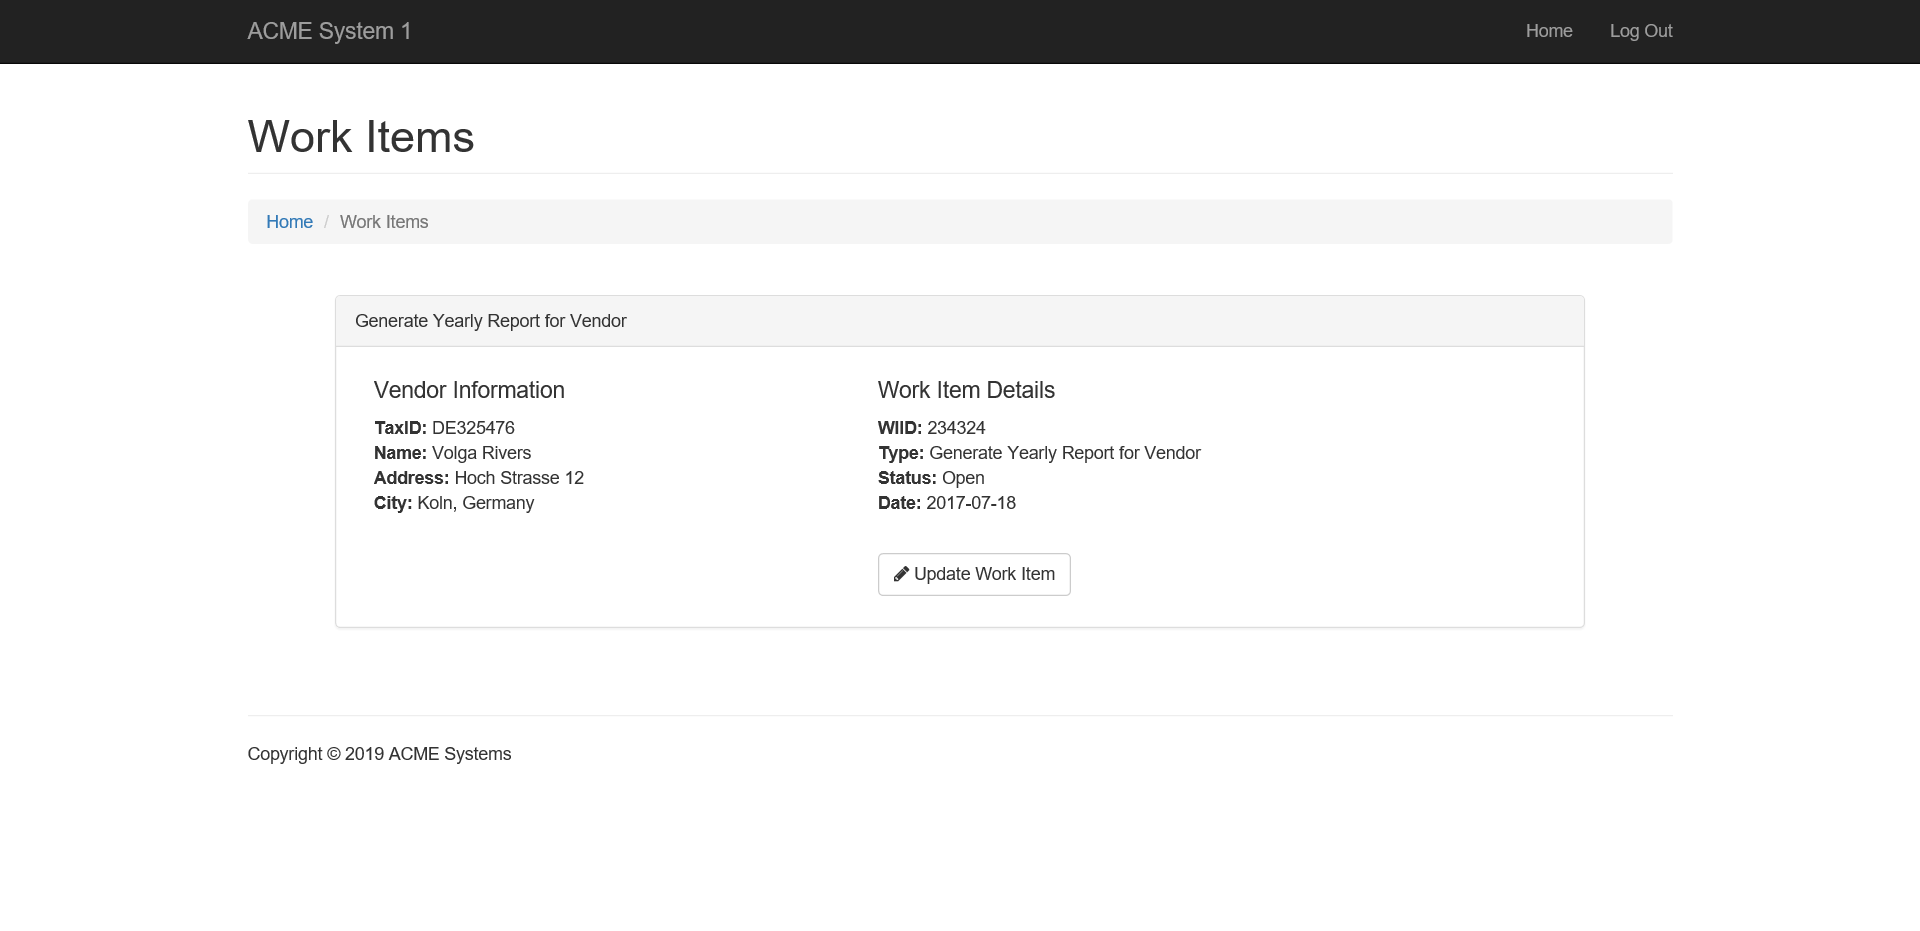 ACME System 1
Home
Log Out
Work Items
Home / Work Items
Generate Yearly Report for Vendor
Vendor Information
TaxID: DE325476
Name: Volga Rivers
Address: Hoch Strasse 12
City: Koln, Germany
Work Item Details
WIID: 234324
Type: Generate Yearly Report for Vendor
Status: Open
Date: 2017-07-18
Update Work Item
Copyright © 2019 ACME Systems